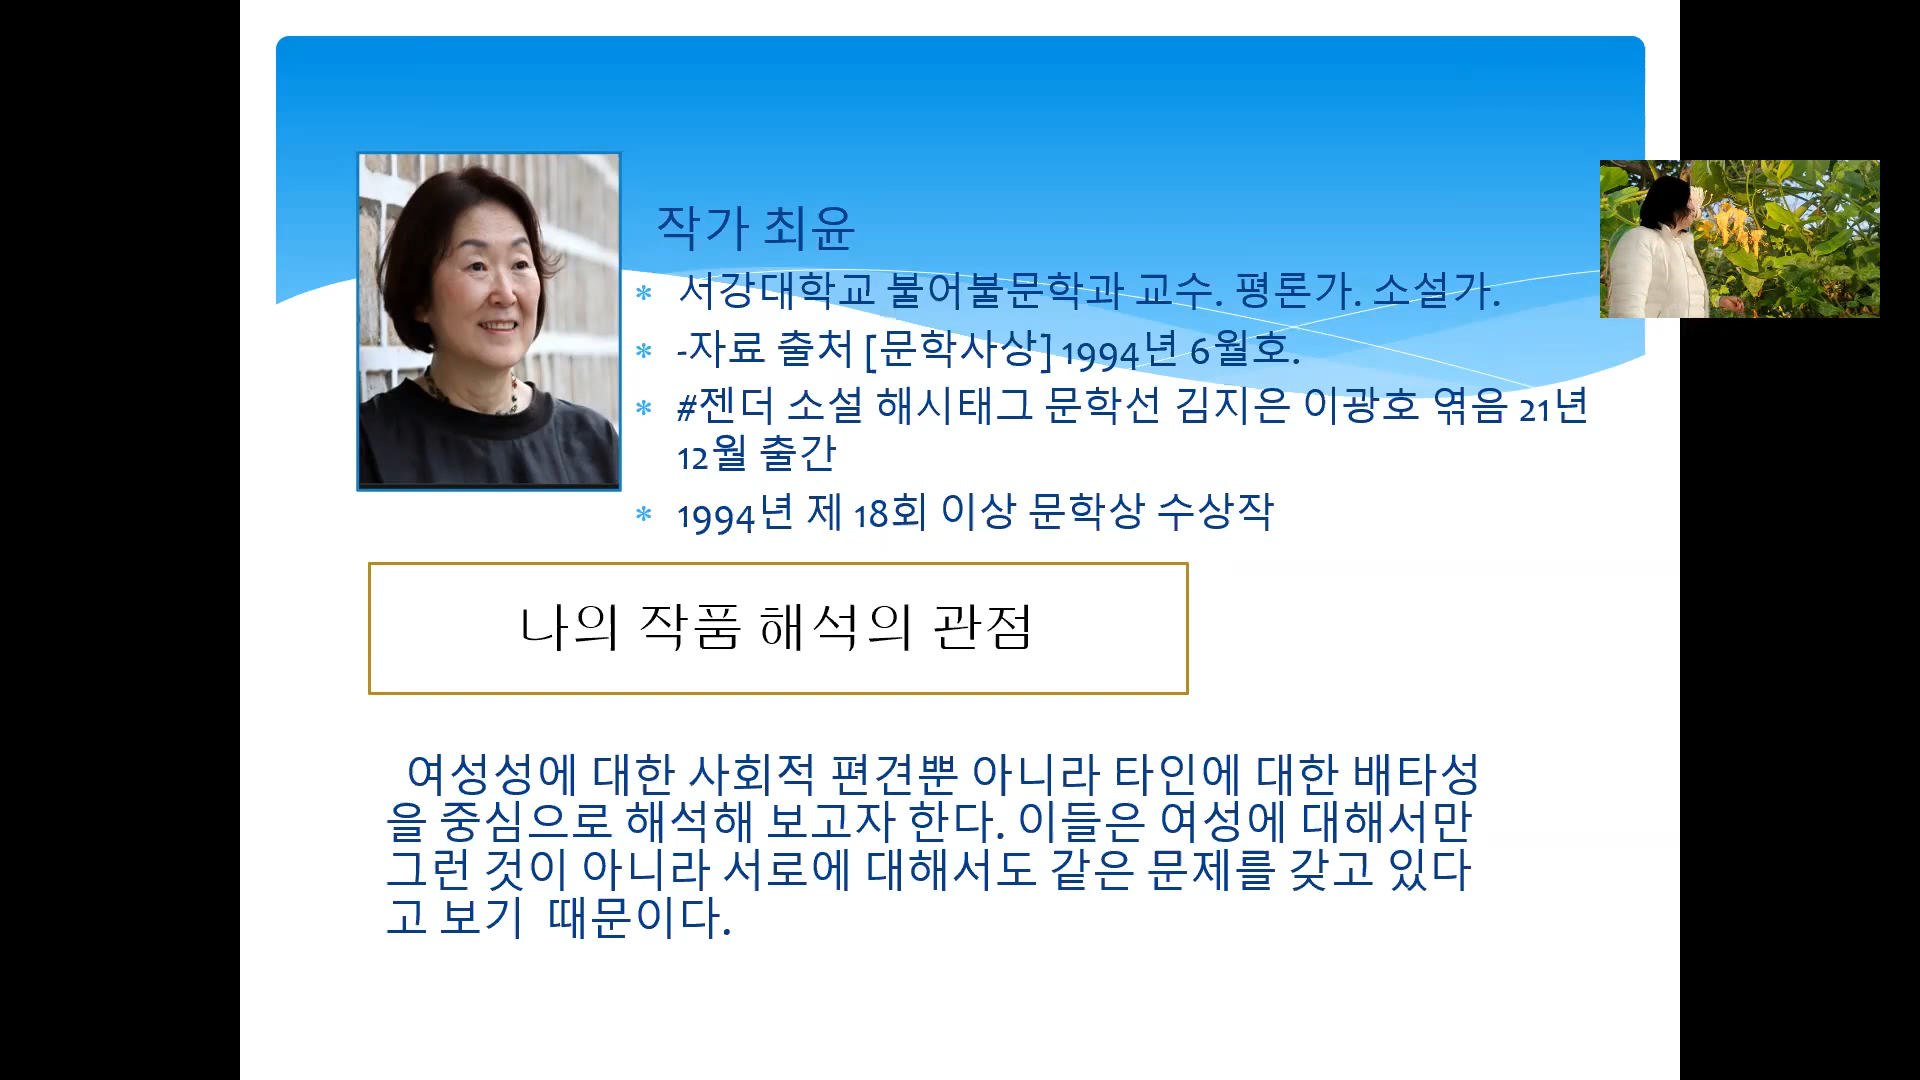 작가 최윤
* 서강대학교 불어불문학과 교수. 평론가. 소설가.
* -자료 출처 [문학사상] 1994년 6월호.
* #젠더 소설 해시태그 문학선 김지은 이광호 엮음 21년
12월 출간
* 1994년 제 18회 이상 문학상 수상작
나의 작품 해석의 관점
여성성에 대한 사회적 편견뿐 아니라 타인에 대한 배타성
을 중심으로 해석해 보고자 한다. 이들은 여성에 대해서만
그런 것이 아니라 서로에 대해서도 같은 문제를 갖고 있다
고 보기 때문이다.